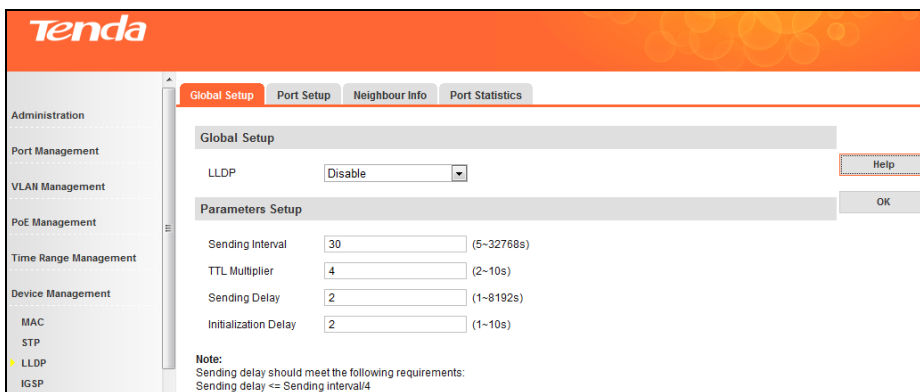 Tenda
Global Setup Port Setup Neighbour Info Port Statistics
Administration
Port Management
VLAN Management
PoE Management
Time Range Management
Device Management
MAC
STP
LLDP
IGSP
Global Setup
LLDP Disable
Parameters Setup
Sending Interval 30 (5~32768s)
TTL Multiplier 4 (2~10s)
Sending Delay 2 (1~8192s)
Initialization Delay 2 (1~10s)
Note:
Sending delay should meet the following requirements:
Sending delay <= Sending interval/4
Help
OK